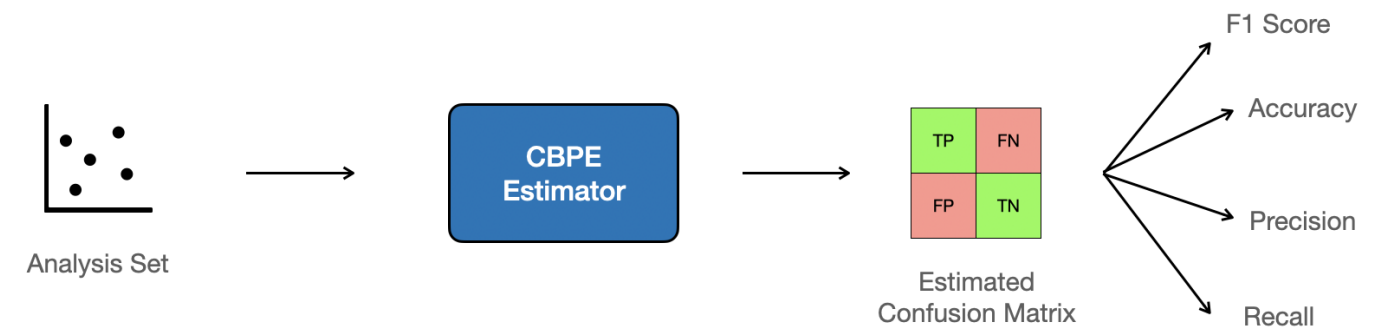 Analysis Set
CBPE
Estimator
TP
FN
FP
TN
Estimated
Confusion Matrix
F1 Score
Accuracy
Precision
Recall